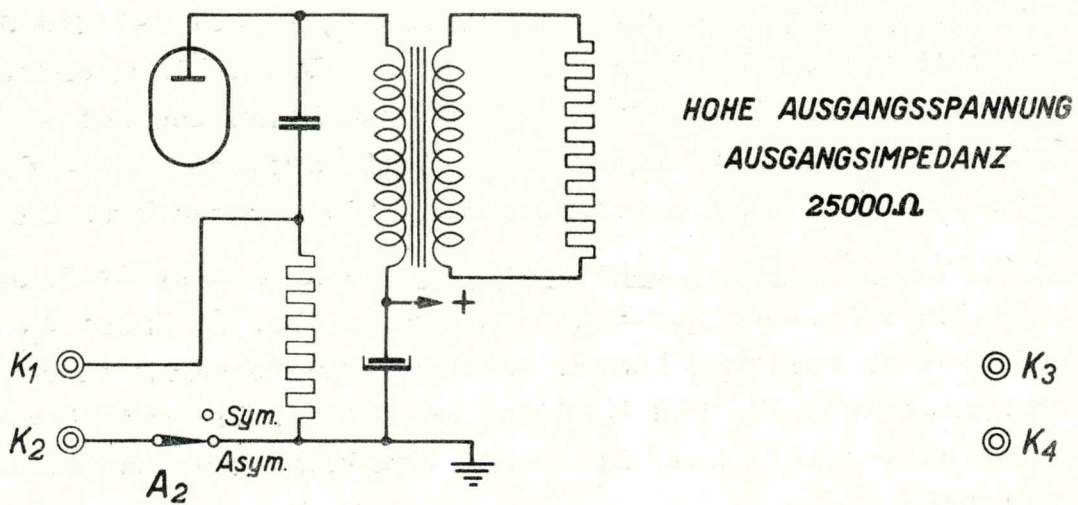 HOHE AUSGANGSSPANNUNG
AUSGANGSIMPEDANZ
25000Ω
+
K1
K3
Sym.
K2
Asym.
K4
A2